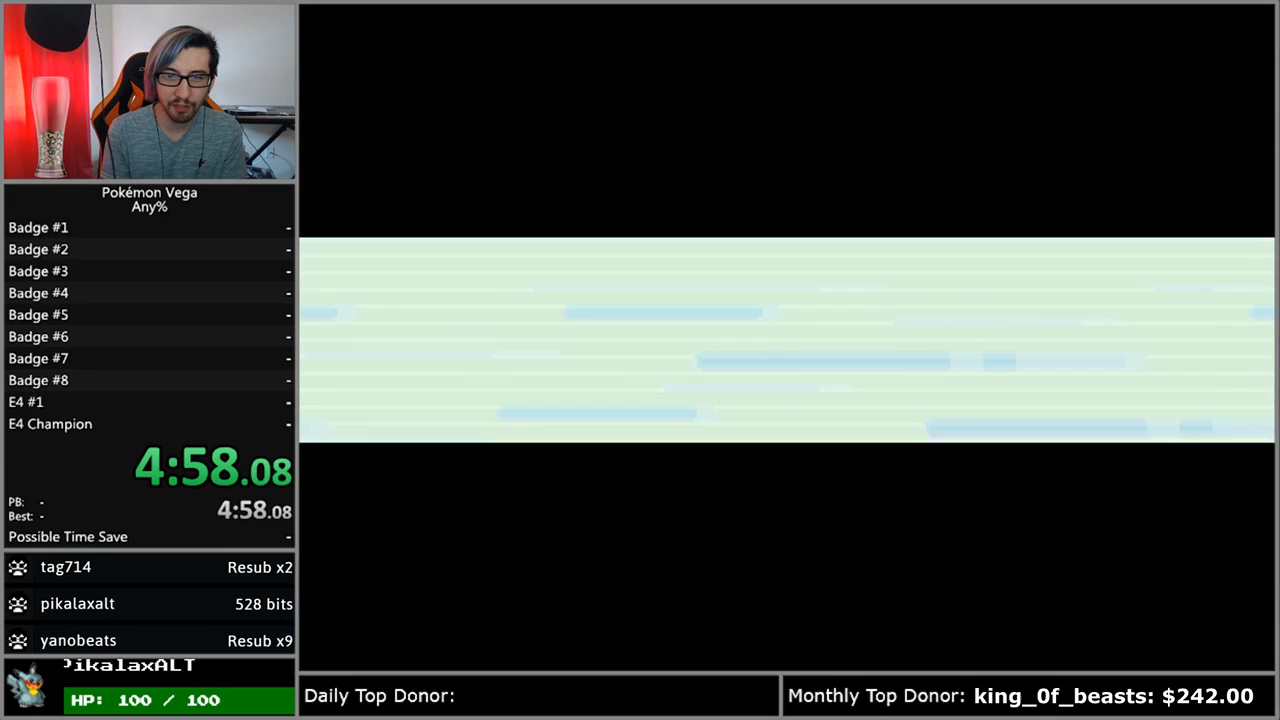 Pokémon Vega
Any%
Badge #1 -
Badge #2 -
Badge #3 -
Badge #4 -
Badge #5 -
Badge #6 -
Badge #7 -
Badge #8 -
E4 #1 -
E4 Champion -
4:58.08
PB: -
Best: -
4:58.08
Possible Time Save -
tag714 Resub x2
pikalaxalt 528 bits
yanobeats Resub x9
PikalaxALT
HP: 100 / 100
Daily Top Donor:
Monthly Top Donor: king_0f_beasts: $242.00